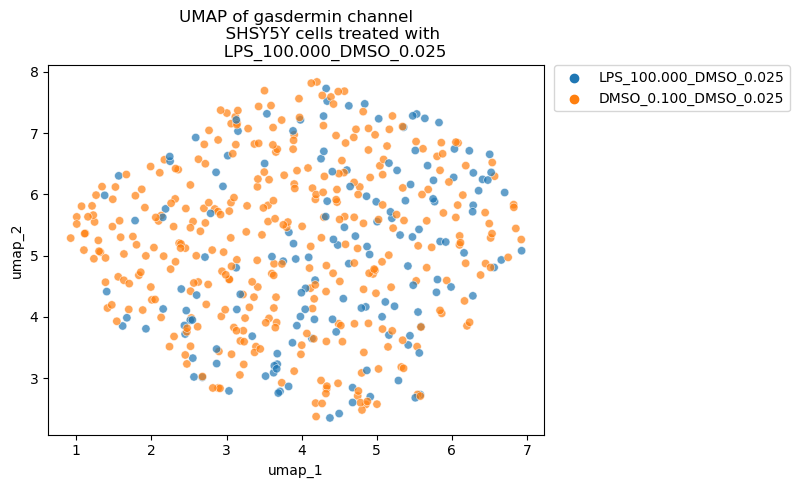 UMAP of gasdermin channel
SHSY5Y cells treated with
LPS_100.000_DMSO_0.025
LPS_100.000_DMSO_0.025
DMSO_0.100_DMSO_0.025
8
7
6
5
4
3
umap_2
1 2 3 4 5 6 7
umap_1